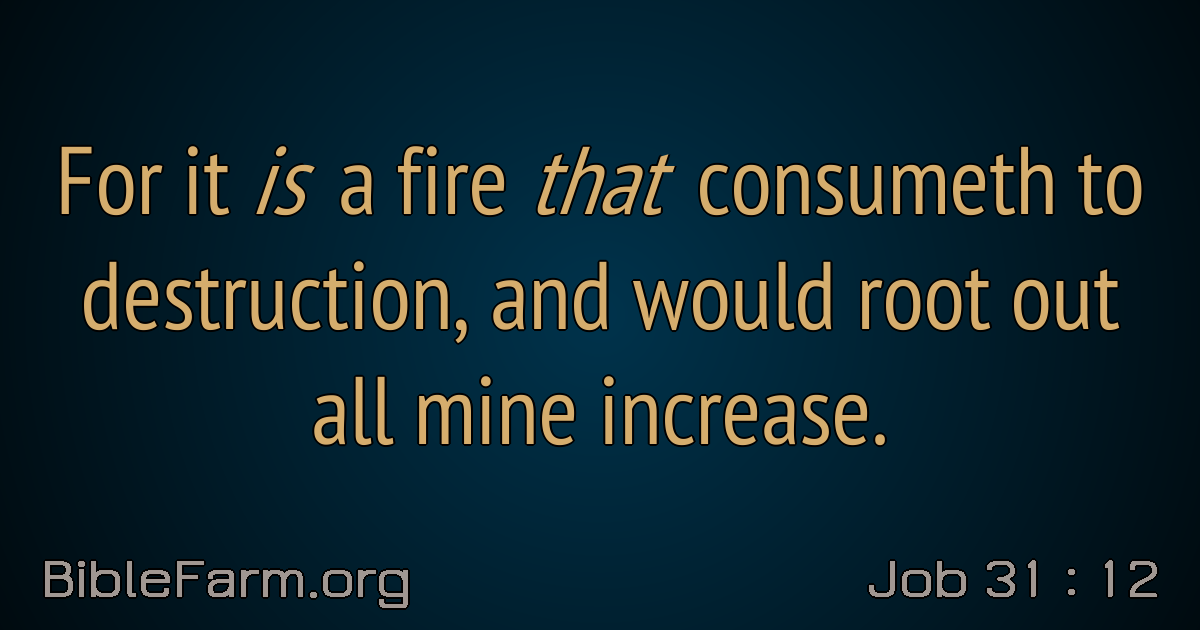 For it is a fire that consumeth to
destruction, and would root out
all mine increase.
BibleFarm.org
Job 31 : 12